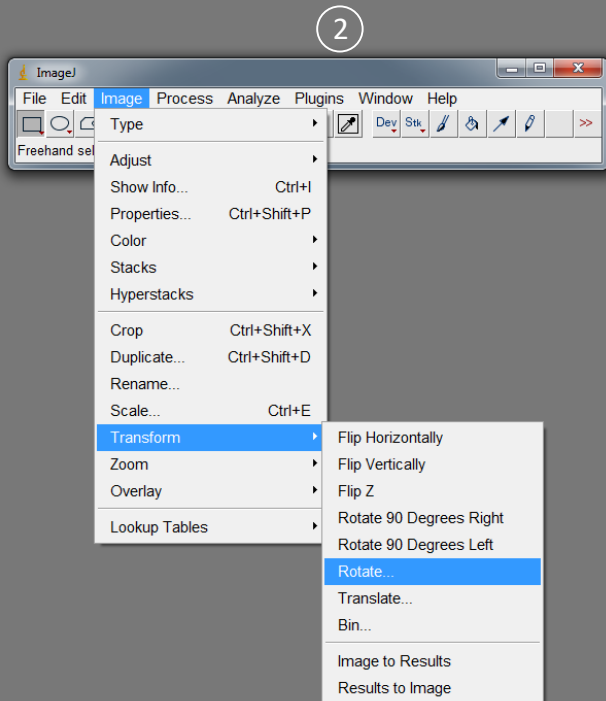 2
ImageJ
File Edit Image Process Analyze Plugins Window Help
Dev Stk >>
Freehand sel
Type
Adjust
Show Info... Ctrl+I
Properties... Ctrl+Shift+P
Color
Stacks
Hyperstacks
Crop Ctrl+Shift+X
Duplicate... Ctrl+Shift+D
Rename...
Scale... Ctrl+E
Transform
Zoom
Overlay
Lookup Tables
Flip Horizontally
Flip Vertically
Flip Z
Rotate 90 Degrees Right
Rotate 90 Degrees Left
Rotate...
Translate...
Bin...
Image to Results
Results to Image